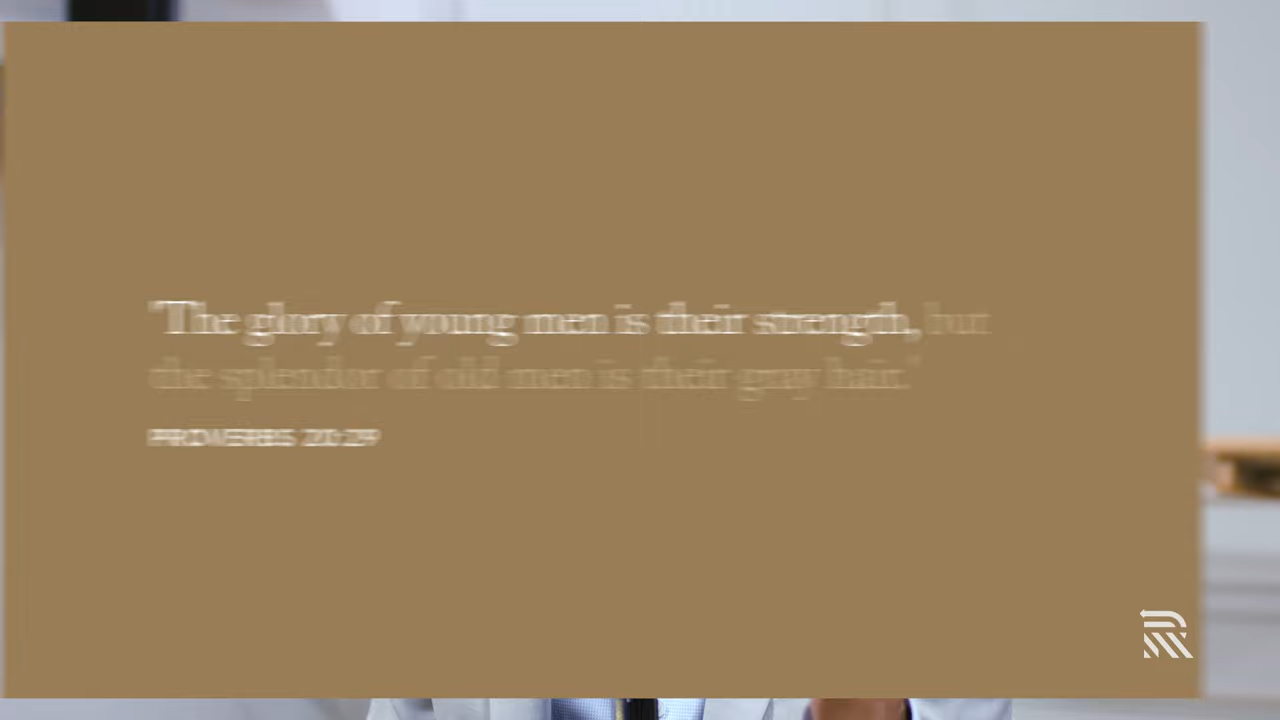 "The glory of young men is their strength, but
the splendor of old men is their gray hair."
PROVERBS 20:29